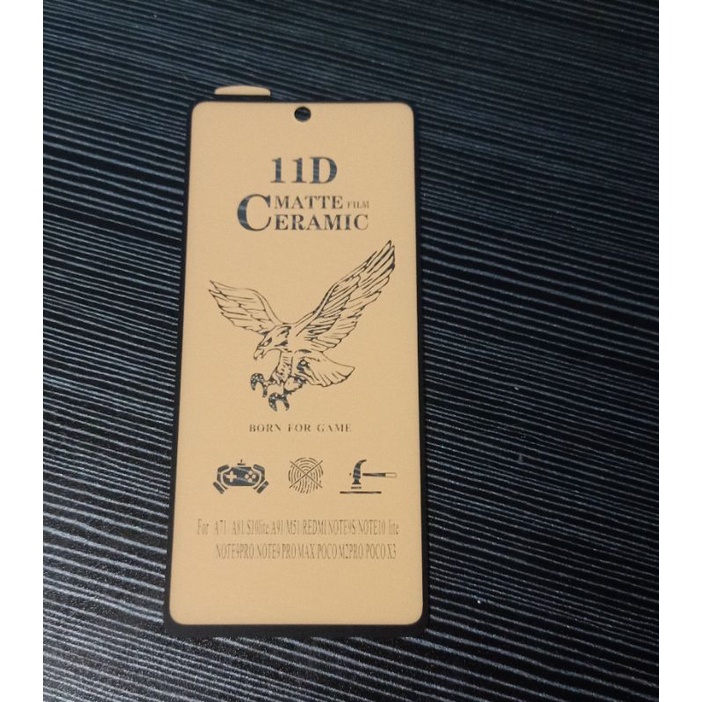 11D
MATTE FILM
CERAMIC
BORN FOR GAME
For A71/A81/S10lite/A91/M51/REDMI NOTE9S/NOTE10 lite
NOTE9PRO/NOTE9 PRO MAX/POCO M2PRO/POCO X3